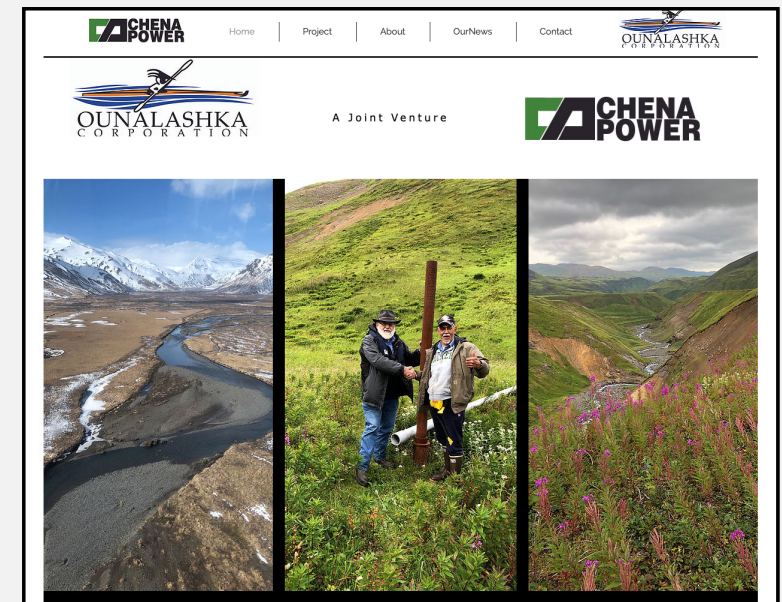 CHENA
POWER
Home
Project
About
OurNews
Contact
OUNALASHKA
CORPORATION
OUNALASHKA
CORPORATION
A Joint Venture
CHENA
POWER